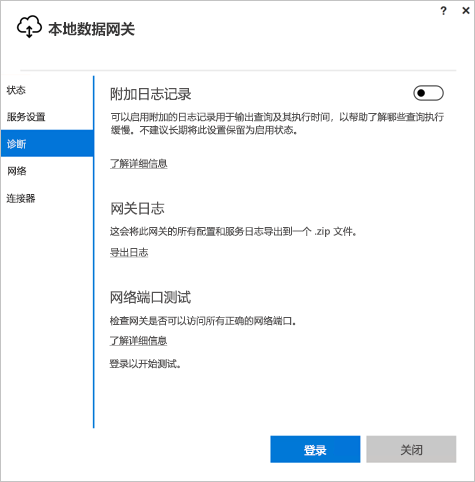 ? ×
本地数据网关
状态
服务设置
诊断
网络
连接器
附加日志记录
可以启用附加的日志记录用于输出查询及其执行时间，以帮助了解哪些查询执行
缓慢。不建议长期将此设置保留为启用状态。
了解详细信息
网关日志
这会将此网关的所有配置和服务日志导出到一个 .zip 文件。
导出日志
网络端口测试
检查网关是否可以访问所有正确的网络端口。
了解详细信息
登录以开始测试。
登录
关闭